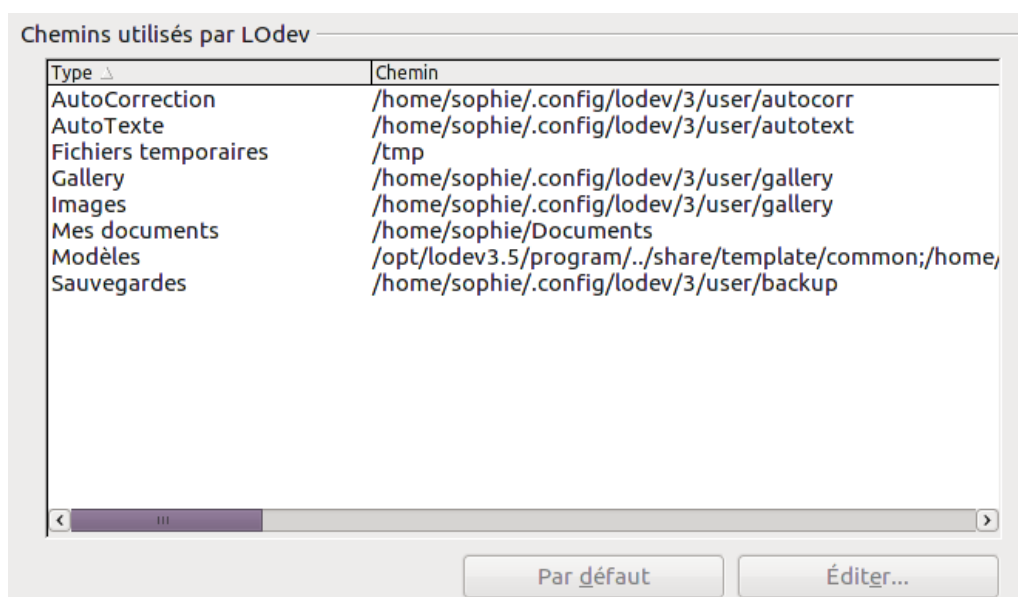 Chemins utilisés par LOdev
Type Chemin
AutoCorrection /home/sophie/.config/lodev/3/user/autocorr
AutoTexte /home/sophie/.config/lodev/3/user/autotext
Fichiers temporaires /tmp
Gallery /home/sophie/.config/lodev/3/user/gallery
Images /home/sophie/.config/lodev/3/user/gallery
Mes documents /home/sophie/Documents
Modèles /opt/lodev3.5/program/../share/template/common;/home/
Sauvegardes /home/sophie/.config/lodev/3/user/backup
Par défaut Éditer...